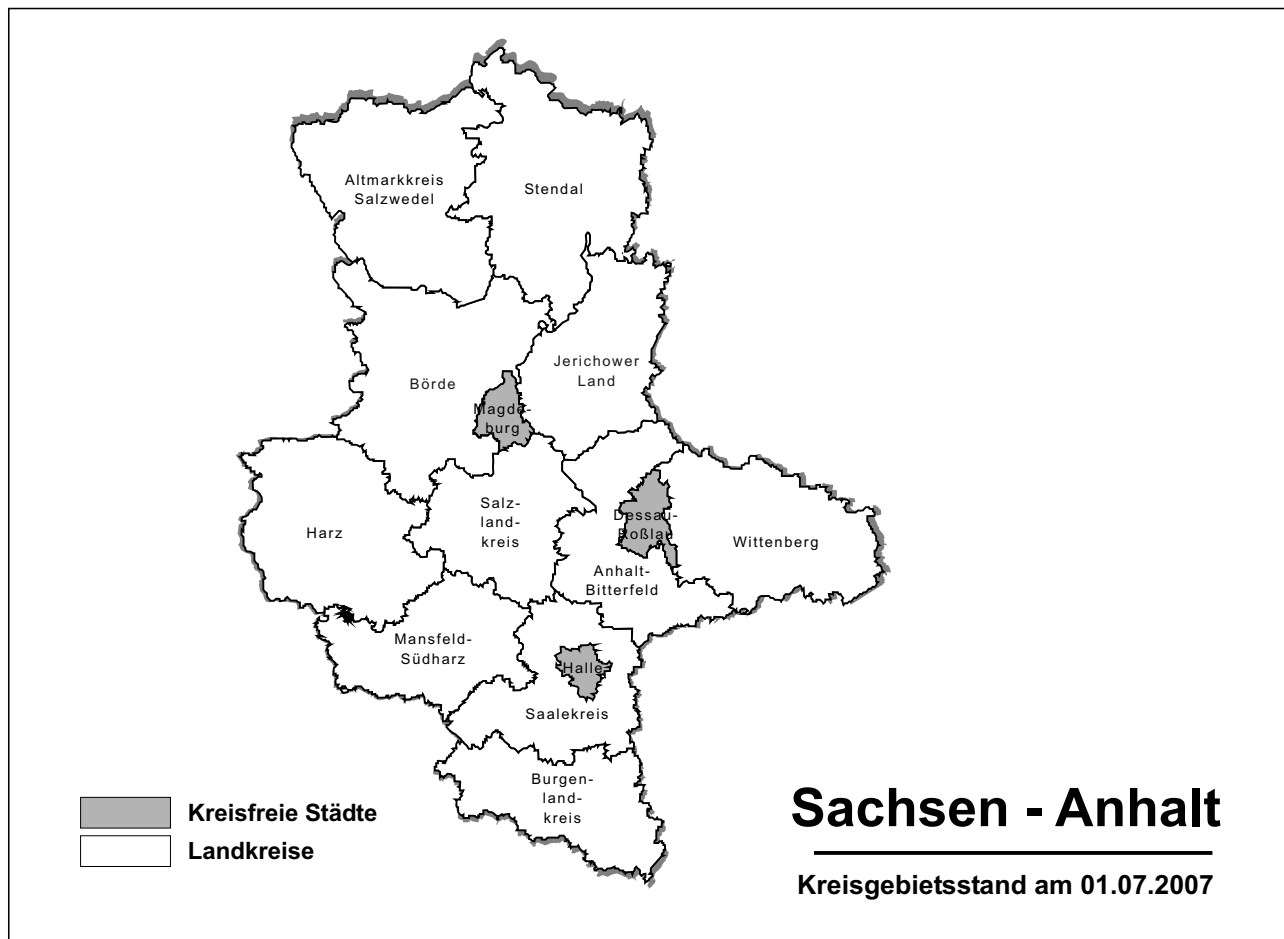 Altmarkkreis
Salzwedel
Stendal
Jerichower
Land
Börde
Magde-
burg
Salz-
land-
kreis
Harz
Dessau-
Roßlau
Wittenberg
Anhalt-
Bitterfeld
Mansfeld-
Südharz
Halle
Saalekreis
Burgen-
land-
kreis
Kreisfreie Städte
Landkreise
Sachsen - Anhalt
Kreisgebietsstand am 01.07.2007